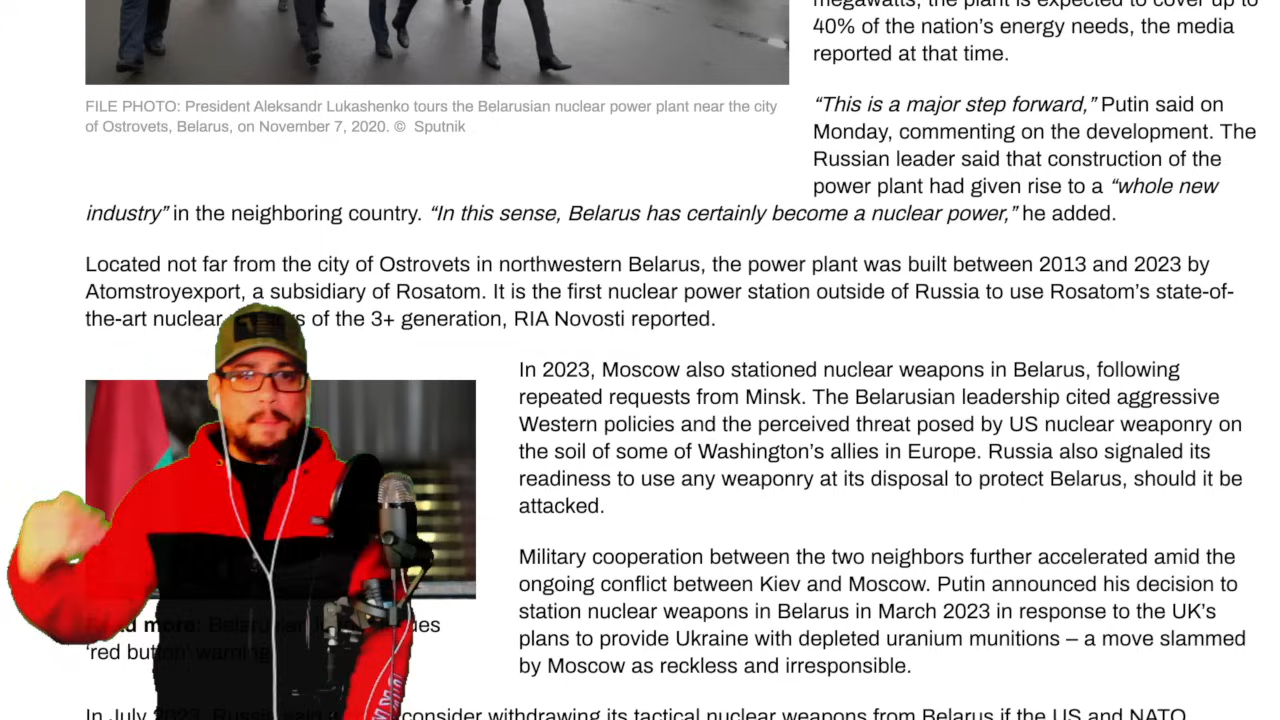 megawatts, the plant is expected to cover up to
40% of the nation’s energy needs, the media
reported at that time.
FILE PHOTO: President Aleksandr Lukashenko tours the Belarusian nuclear power plant near the city
of Ostrovets, Belarus, on November 7, 2020. © Sputnik
“This is a major step forward,” Putin said on
Monday, commenting on the development. The
Russian leader said that construction of the
power plant had given rise to a “whole new
industry” in the neighboring country. “In this sense, Belarus has certainly become a nuclear power,” he added.
Located not far from the city of Ostrovets in northwestern Belarus, the power plant was built between 2013 and 2023 by
Atomstroyexport, a subsidiary of Rosatom. It is the first nuclear power station outside of Russia to use Rosatom’s state-of-
the-art nuclear of the 3+ generation, RIA Novosti reported.
In 2023, Moscow also stationed nuclear weapons in Belarus, following
repeated requests from Minsk. The Belarusian leadership cited aggressive
Western policies and the perceived threat posed by US nuclear weaponry on
the soil of some of Washington’s allies in Europe. Russia also signaled its
readiness to use any weaponry at its disposal to protect Belarus, should it be
attacked.
Military cooperation between the two neighbors further accelerated amid the
ongoing conflict between Kiev and Moscow. Putin announced his decision to
station nuclear weapons in Belarus in March 2023 in response to the UK’s
plans to provide Ukraine with depleted uranium munitions – a move slammed
by Moscow as reckless and irresponsible.
Read more: Belarusian
‘red button’ warning
In July 2023, Russia said consider withdrawing its tactical nuclear weapons from Belarus if the US and NATO